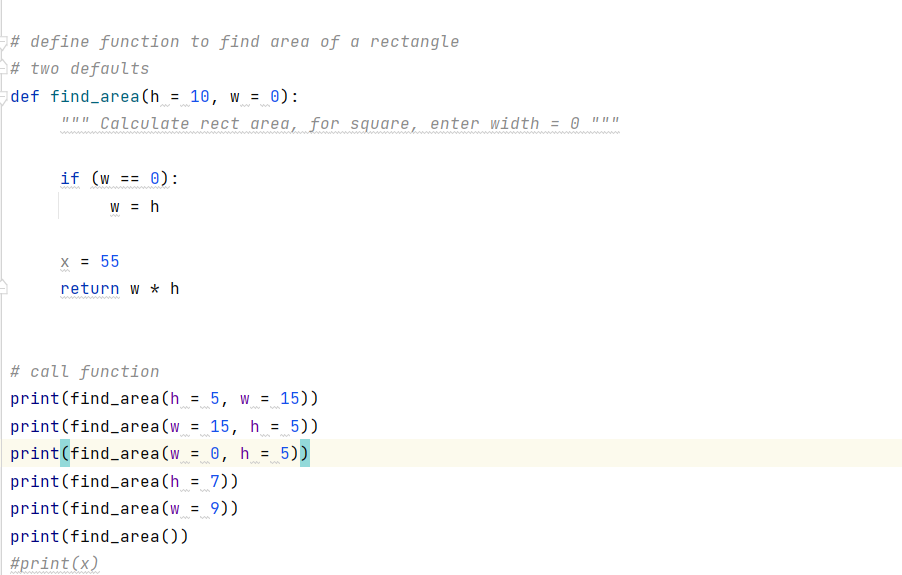 # define function to find area of a rectangle
# two defaults
def find_area(h = 10, w = 0):
     """ Calculate rect area, for square, enter width = 0 """
     if (w == 0):
          w = h
     x = 55
     return w * h
# call function
print(find_area(h = 5, w = 15))
print(find_area(w = 15, h = 5))
print(find_area(w = 0, h = 5))
print(find_area(h = 7))
print(find_area(w = 9))
print(find_area())
#print(x)